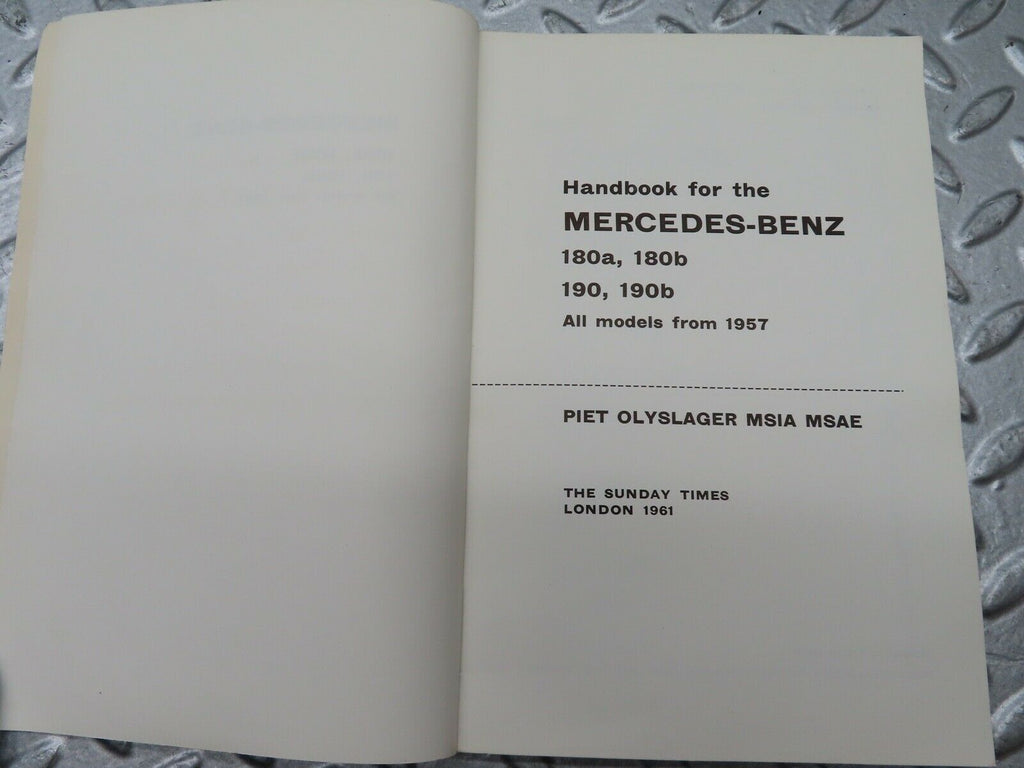 Handbook for the
MERCEDES-BENZ
180a, 180b
190, 190b
All models from 1957
PIET OLYSLAGER MSIA MSAE
THE SUNDAY TIMES
LONDON 1961